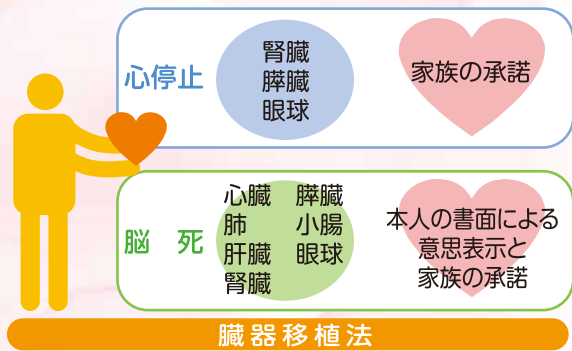 心停止
腎臓
膵臓
眼球
家族の承諾
脳 死
心臓 膵臓
肺 小腸
肝臓 眼球
腎臓
本人の書面による
意思表示と
家族の承諾
臓器移植法